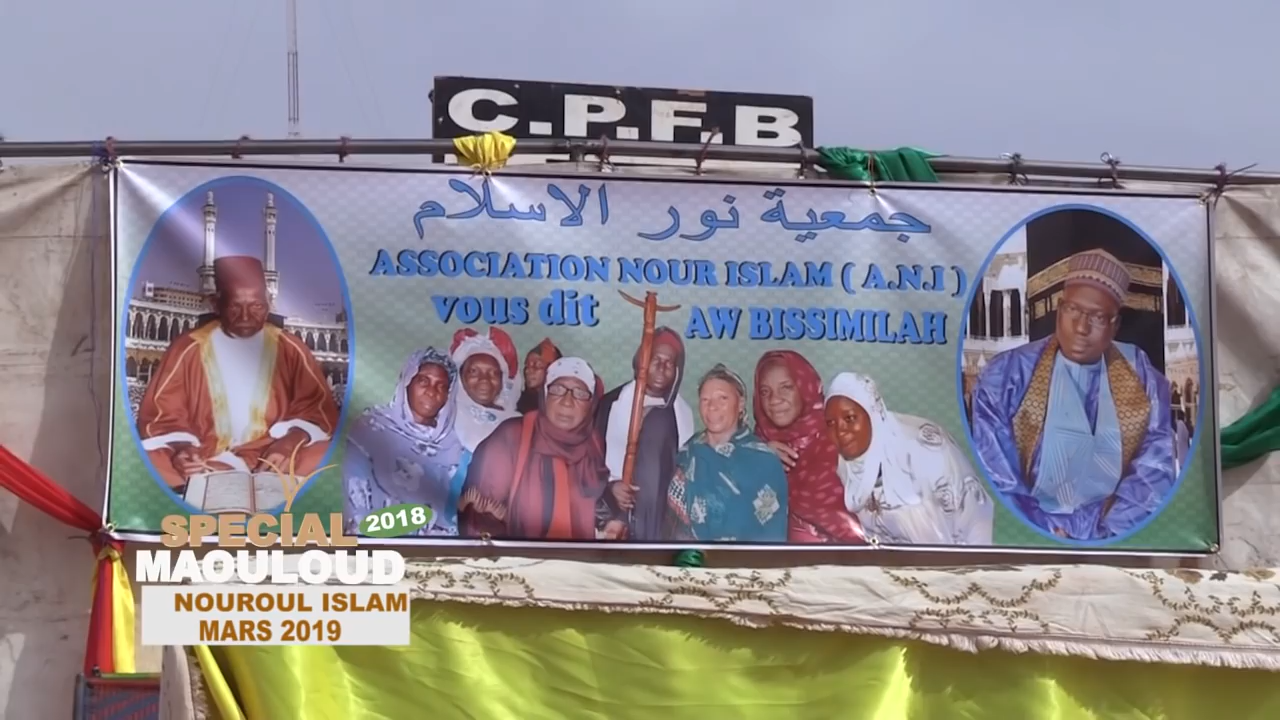 C.P.F.B
جمعية نور الاسلام
ASSOCIATION NOUR ISLAM ( A.N.I )
vous dit AW BISSIMILAH
SPECIAL 2018
MAOULOUD
NOUROUL ISLAM
MARS 2019